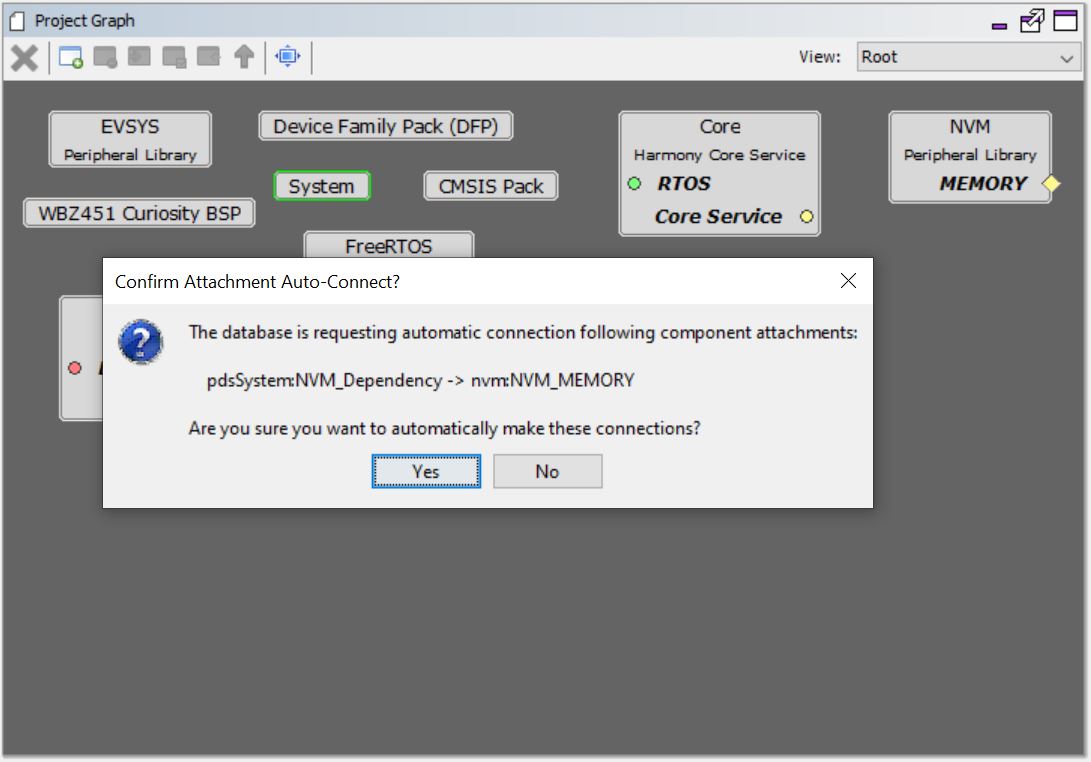 Project Graph
View: Root
EVSYS
Peripheral Library
Device Family Pack (DFP)
Core
Harmony Core Service
RTOS
Core Service
NVM
Peripheral Library
MEMORY
System
CMSIS Pack
WBZ451 Curiosity BSP
FreeRTOS
Confirm Attachment Auto-Connect?
The database is requesting automatic connection following component attachments:
pdsSystem:NVM_Dependency -> nvm:NVM_MEMORY
Are you sure you want to automatically make these connections?
Yes
No